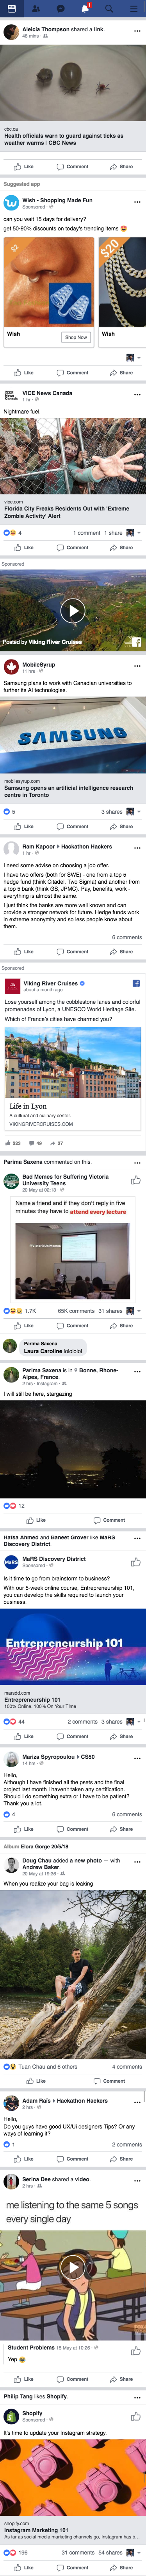 Aleicia Thompson shared a link.
48 mins ·
cbc.ca
Health officials warn to guard against ticks as
weather warms | CBC News
Like Comment Share
Suggested app
Wish - Shopping Made Fun
Sponsored ·
can you wait 15 days for delivery?
get 50-90% discounts on today's trending items 😍
$20
Wish
Shop Now
Wish
Like Comment Share
VICE News Canada
1 hr ·
Nightmare fuel.
vice.com
Florida City Freaks Residents Out with 'Extreme
Zombie Activity' Alert
4 1 comment 1 share
Like Comment Share
Sponsored
Posted by Viking River Cruises
MobileSyrup
11 hrs ·
Samsung plans to work with Canadian universities to
further its AI technologies.
SAMSUNG
mobilesyrup.com
Samsung opens an artificial intelligence research
centre in Toronto
5 3 shares
Like Comment Share
Ram Kapoor ▸ Hackathon Hackers
1 hr ·
I need some advise on choosing a job offer.
I have two offers (both for SWE) - one from a top 5
hedge fund (think Citadel, Two Sigma) and another from
a top 5 bank (think GS, JPMC). Pay, benefits, work -
everything is almost the same.
I just think the banks are more well known and can
provide a stronger network for future. Hedge funds work
in extreme annonymity and so less people know about
them.
6 comments
Like Comment Share
Sponsored
Viking River Cruises
about a month ago
Lose yourself among the cobblestone lanes and colorful
promenades of Lyon, a UNESCO World Heritage Site.
Which of France's cities have charmed you?
Life in Lyon
A cultural and culinary center.
VIKINGRIVERCRUISES.COM
223 45 27
Parima Saxena commented on this.
Bad Memes for Suffering Victoria
University Teens
20 May at 02:13 ·
Name a friend and if they don't reply in five
minutes they have to attend every lecture
1.7K 65K comments 31 shares
Like Comment Share
Parima Saxena
Laura Caroline lolololol
Parima Saxena is in Bonne, Rhone-
Alpes, France.
2 hrs · Instagram ·
I will still be here, stargazing
12
Like Comment
Hafsa Ahmed and Baneet Grover like MaRS
Discovery District.
MaRS
MaRS Discovery District
Sponsored ·
Is it time to go from brainstorm to business?
With our 5-week online course, Entrepreneurship 101,
you can develop the skills required to launch your
business.
Entrepreneurship 101
marsdd.com
Entrepreneurship 101
100% Online. 100% On Your Time
44 2 comments 3 shares
Like Comment Share
Mariza Spyropoulou ▸ CS50
14 hrs ·
Hello,
Although I have finished all the psets and the final
project last month I haven't taken any certification.
Should I do something extra or I have to be patient?
Thank you a lot.
4 6 comments
Like Comment Share
Album Elora Gorge 20/5/18
Doug Chau added a new photo — with
Andrew Baker.
20 May at 19:36 ·
When you realize your bag is leaking
Tuan Chau and 6 others 4 comments
Like Comment
Adam Rais ▸ Hackathon Hackers
2 hrs ·
Hello,
Do you guys have good UX/UI designers Tips? Or any
ways of learning it?
1 2 comments
Like Comment Share
Serina Dee shared a video.
2 hrs ·
me listening to the same 5 songs
every single day
Student Problems 15 May at 10:26 ·
Yep 😂
Like Comment Share
Philip Tang likes Shopify.
Shopify
Sponsored ·
It's time to update your Instagram strategy.
shopify.com
Instagram Marketing 101
As far as social media marketing channels go, Instagram has b...
196 31 comments 54 shares
Like Comment Share